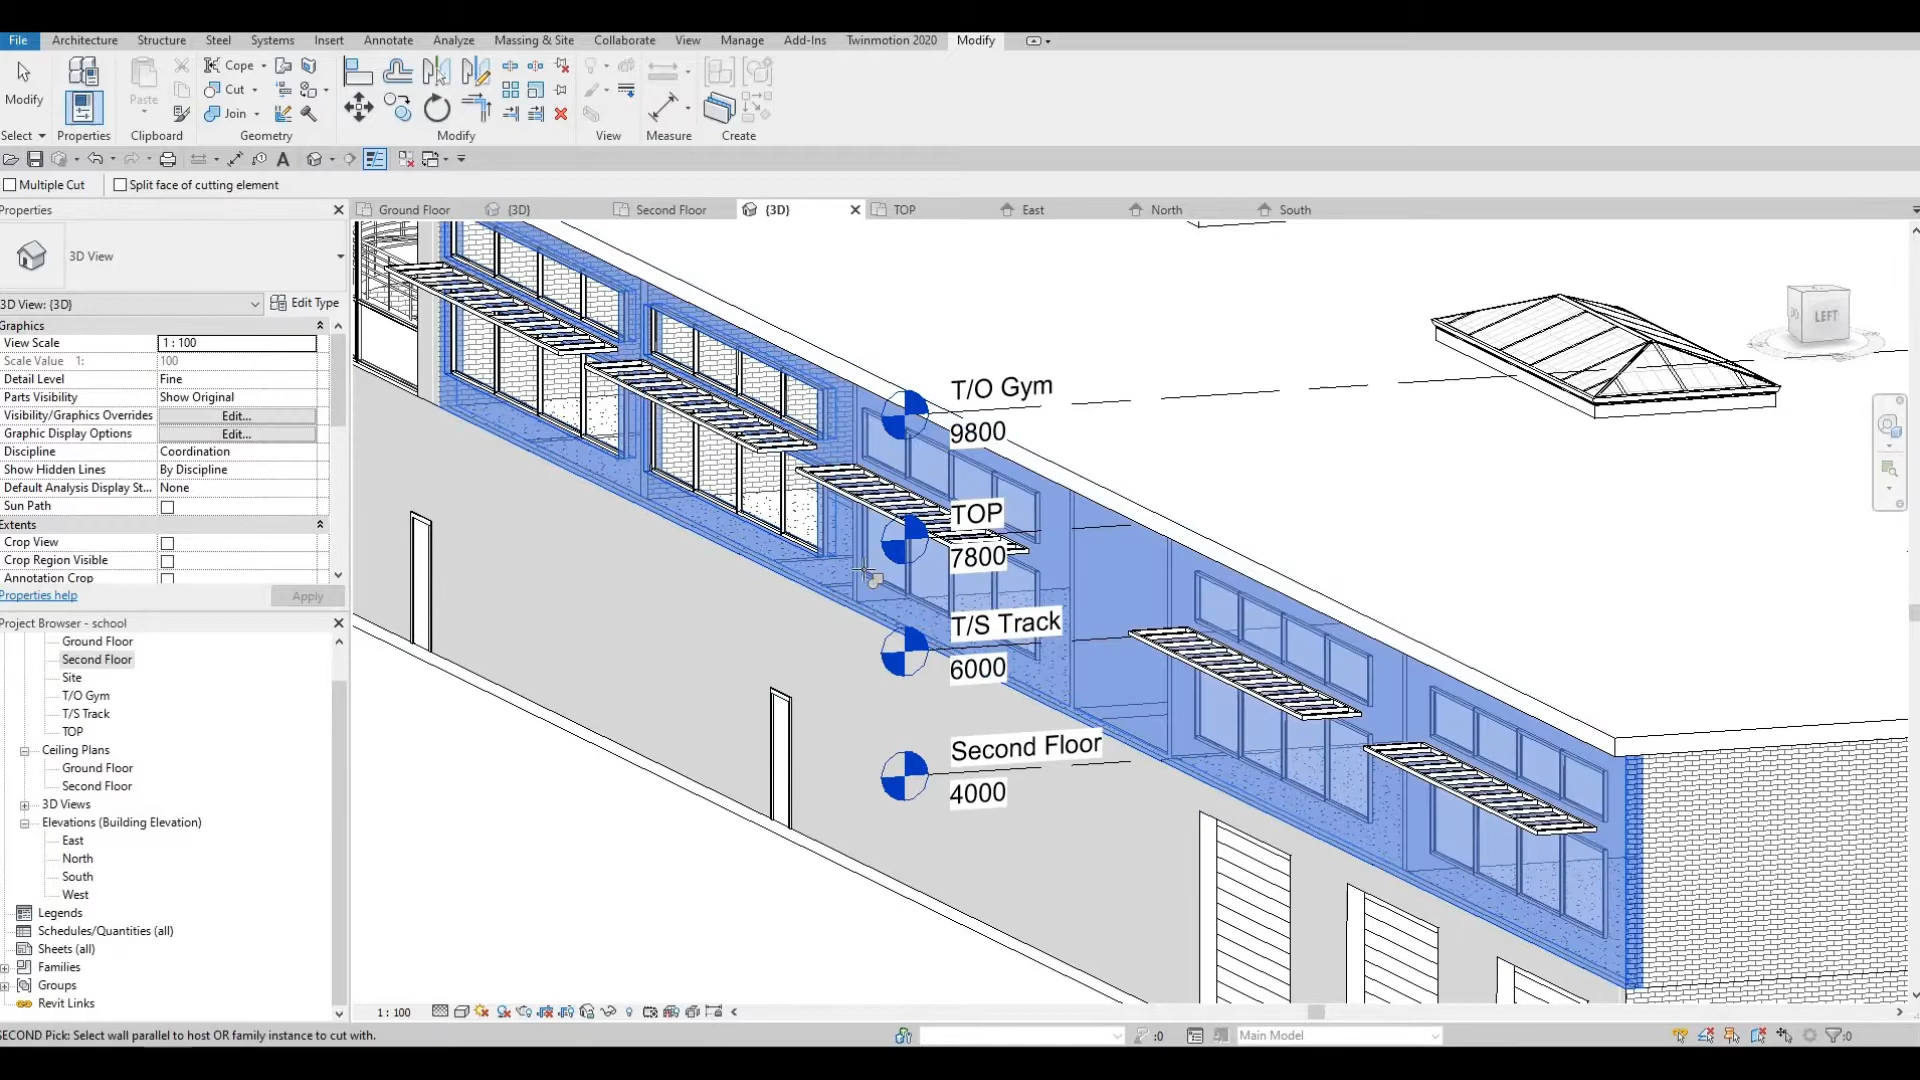 File Architecture Structure Steel Systems Insert Annotate Analyze Massing & Site Collaborate View Manage Add-Ins Twinmotion 2020 Modify
Cope
Modify
Paste
Cut
Join
Select Properties Clipboard Geometry Modify View Measure Create
Multiple Cut Split face of cutting element
Properties
Ground Floor {3D} Second Floor {3D} TOP East North South
3D View
3D View: {3D} Edit Type
Graphics
View Scale 1 : 100
Scale Value 1: 100
Detail Level Fine
Parts Visibility Show Original
Visibility/Graphics Overrides Edit...
Graphic Display Options Edit...
Discipline Coordination
Show Hidden Lines By Discipline
Default Analysis Display St... None
Sun Path
Extents
Crop View
Crop Region Visible
Annotation Crop
Properties help Apply
Project Browser - school
Ground Floor
Second Floor
Site
T/O Gym
T/S Track
TOP
Ceiling Plans
Ground Floor
Second Floor
3D Views
Elevations (Building Elevation)
East
North
South
West
Legends
Schedules/Quantities (all)
Sheets (all)
Families
Groups
Revit Links
T/O Gym
9800
TOP
7800
T/S Track
6000
Second Floor
4000
LEFT
1 : 100
SECOND Pick: Select wall parallel to host OR family instance to cut with.
:0
Main Model
:0